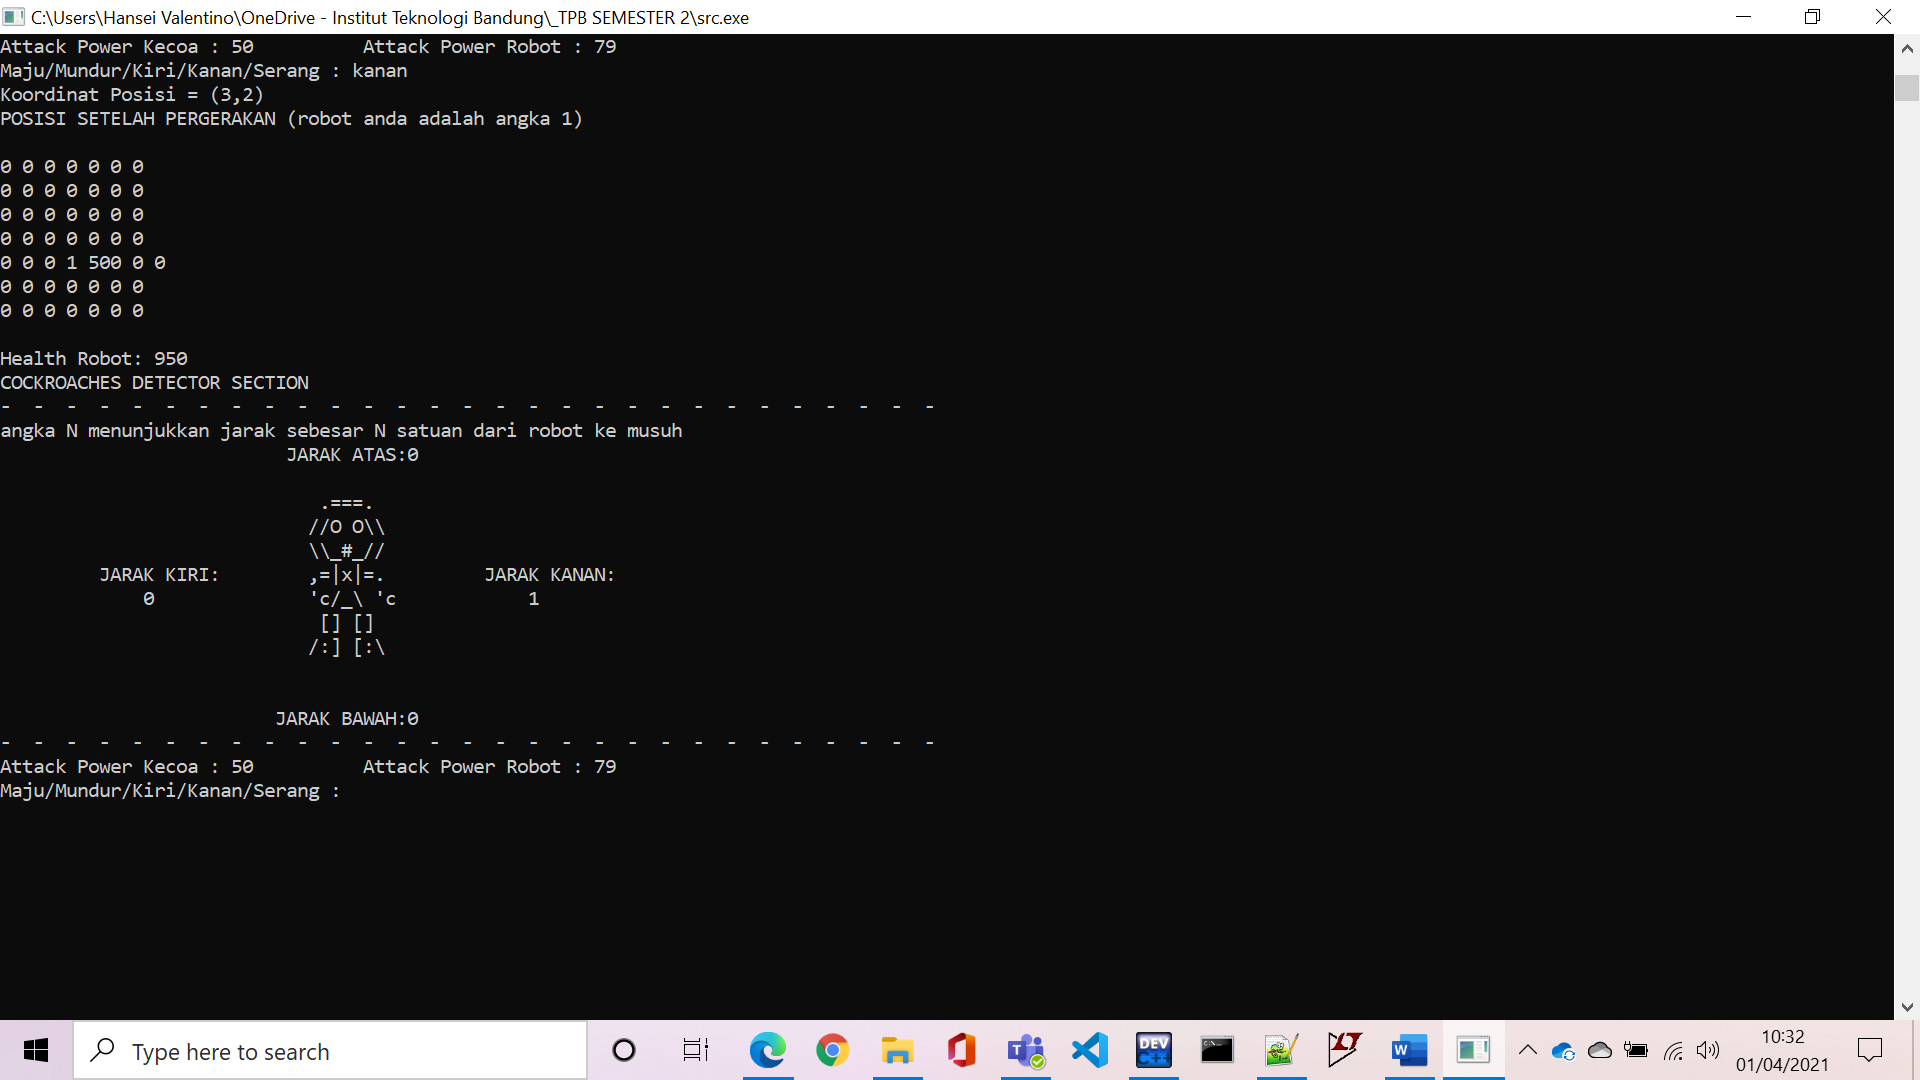 C:\Users\Hansei Valentino\OneDrive - Institut Teknologi Bandung\_TPB SEMESTER 2\src.exe
Attack Power Kecoa : 50          Attack Power Robot : 79
Maju/Mundur/Kiri/Kanan/Serang : kanan
Koordinat Posisi = (3,2)
POSISI SETELAH PERGERAKAN (robot anda adalah angka 1)
0 0 0 0 0 0 0
0 0 0 0 0 0 0
0 0 0 0 0 0 0
0 0 0 0 0 0 0
0 0 0 1 500 0 0
0 0 0 0 0 0 0
0 0 0 0 0 0 0
Health Robot: 950
COCKROACHES DETECTOR SECTION
-  -  -  -  -  -  -  -  -  -  -  -  -  -  -  -  -  -  -  -  -  -  -  -  -  -  -  -  -
angka N menunjukkan jarak sebesar N satuan dari robot ke musuh
                          JARAK ATAS:0
                             .===.
                            //O O\\
                            \\_#_//
         JARAK KIRI:        ,=|x|=.         JARAK KANAN:
             0              'c/_\ 'c            1
                             [] []
                            /:] [:\
                         JARAK BAWAH:0
-  -  -  -  -  -  -  -  -  -  -  -  -  -  -  -  -  -  -  -  -  -  -  -  -  -  -  -  -
Attack Power Kecoa : 50          Attack Power Robot : 79
Maju/Mundur/Kiri/Kanan/Serang :
Type here to search
DEV
C++
10:32
01/04/2021